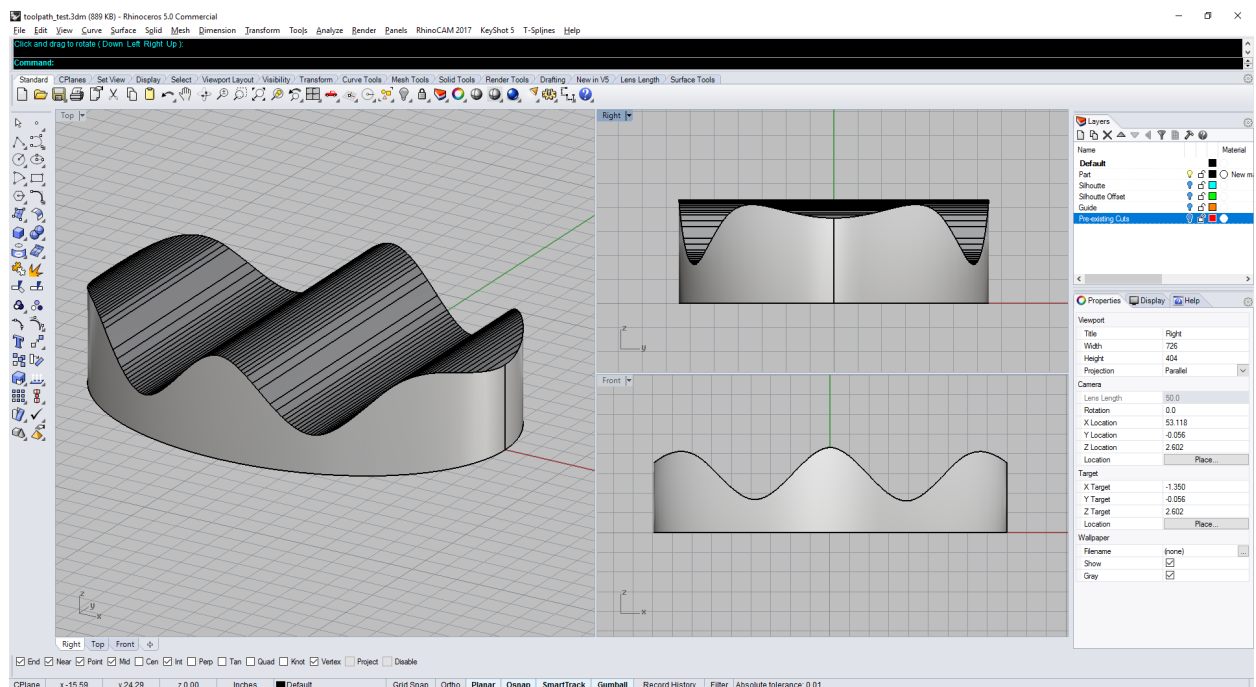 toolpath_test.3dm (889 KB) - Rhinoceros 5.0 Commercial
File Edit View Curve Surface Solid Mesh Dimension Transform Tools Analyze Render Panels RhinoCAM 2017 KeyShot 5 T-Splines Help
Click and drag to rotate ( Down Left Right Up ):
Command:
Standard CPlanes Set View Display Select Viewport Layout Visibility Transform Curve Tools Mesh Tools Solid Tools Render Tools Drafting New in V5 Lens Length Surface Tools
Top
Right
Layers
Name Material
Default
Part New ma
Silhoutte
Silhoutte Offset
Guide
Pre-existing Cuts
z
y
Front
Properties Display Help
Viewport
Title Right
Width 726
Height 404
Projection Parallel
Camera
Lens Length 50.0
Rotation 0.0
X Location 53.118
Y Location -0.056
Z Location 2.602
Location Place...
Target
X Target -1.350
Y Target -0.056
Z Target 2.602
Location Place...
Wallpaper
Filename (none) ...
Show
Gray
z
y
x
z
x
Right Top Front
End Near Point Mid Cen Int Perp Tan Quad Knot Vertex Project Disable
CPlane x -15.59 y 24.29 z 0.00 Inches Default Grid Snap Ortho Planar Osnap SmartTrack Gumball Record History Filter Absolute tolerance: 0.01